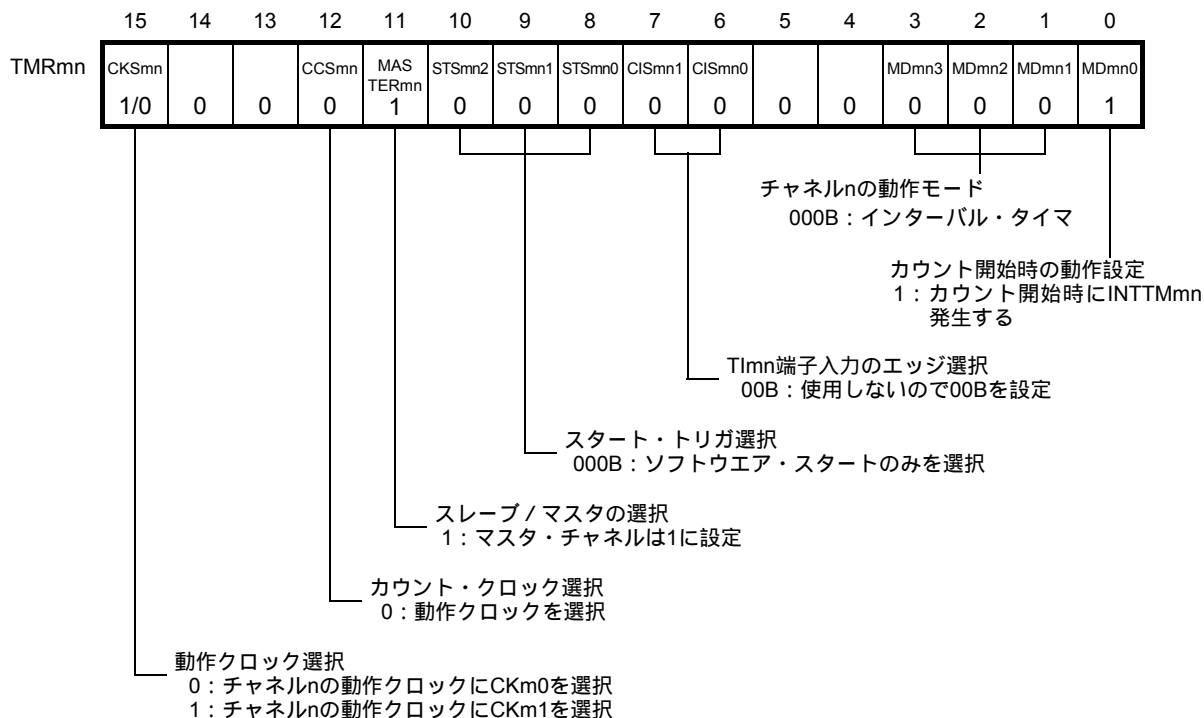 15 14 13 12 11 10 9 8 7 6 5 4 3 2 1 0
TMRmn CKSmn CCSmn MAS TERmn STSmn2 STSmn1 STSmn0 CISmn1 CISmn0 MDmn3 MDmn2 MDmn1 MDmn0
1/0 0 0 0 1 0 0 0 0 0 0 0 0 0 0 1
チャネルnの動作モード
000B：インターバル・タイマ
カウント開始時の動作設定
1：カウント開始時にINTTMmn
発生する
TImn端子入力のエッジ選択
00B：使用しないので00Bを設定
スタート・トリガ選択
000B：ソフトウエア・スタートのみを選択
スレーブ／マスタの選択
1：マスタ・チャネルは1に設定
カウント・クロック選択
0：動作クロックを選択
動作クロック選択
0：チャネルnの動作クロックにCKm0を選択
1：チャネルnの動作クロックにCKm1を選択